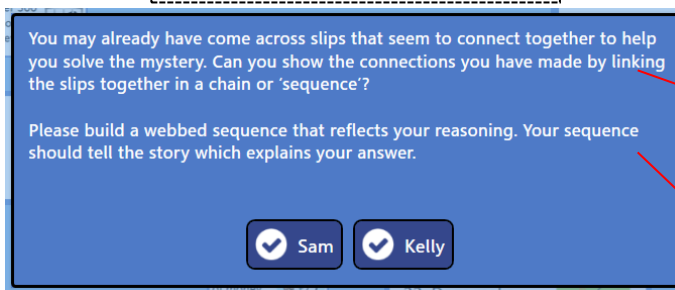 You may already have come across slips that seem to connect together to help
you solve the mystery. Can you show the connections you have made by linking
the slips together in a chain or ‘sequence’?
Please build a webbed sequence that reflects your reasoning. Your sequence
should tell the story which explains your answer.
Sam Kelly